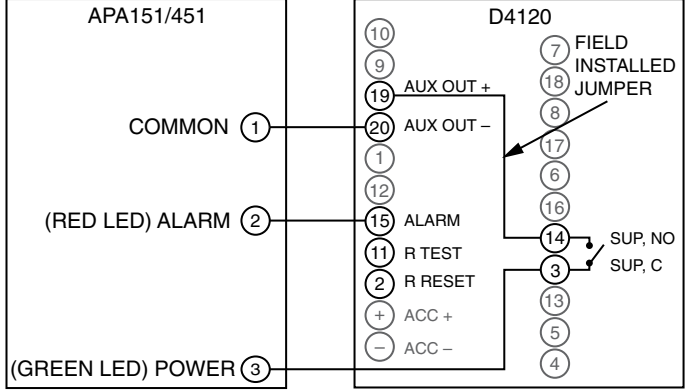 APA151/451
COMMON 1
(RED LED) ALARM 2
(GREEN LED) POWER 3
D4120
10
9
19 AUX OUT +
20 AUX OUT –
1
12
15 ALARM
11 R TEST
2 R RESET
+ ACC +
– ACC –
7
18
8
17
6
16
14 SUP, NO
3 SUP, C
13
5
4
FIELD
INSTALLED
JUMPER